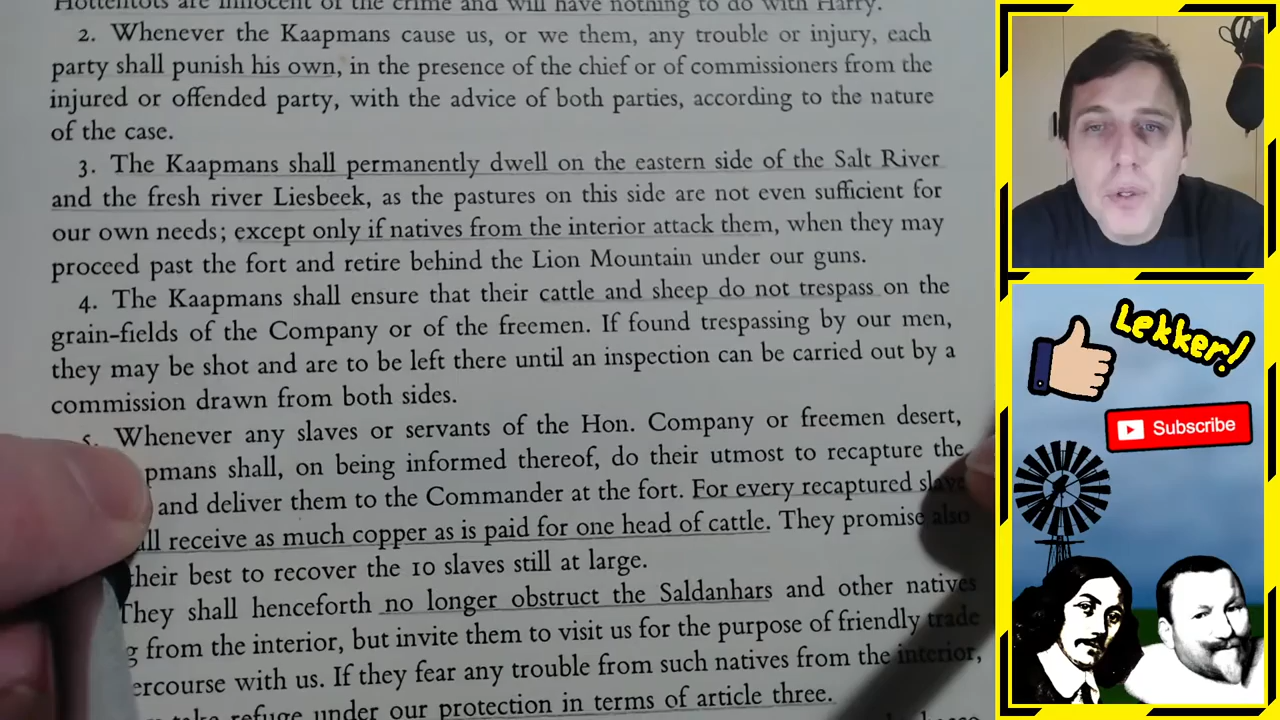 Hottentots are innocent of the crime and will have nothing to do with Harry.
2. Whenever the Kaapmans cause us, or we them, any trouble or injury, each
party shall punish his own, in the presence of the chief or of commissioners from the
injured or offended party, with the advice of both parties, according to the nature
of the case.
3. The Kaapmans shall permanently dwell on the eastern side of the Salt River
and the fresh river Liesbeek, as the pastures on this side are not even sufficient for
our own needs; except only if natives from the interior attack them, when they may
proceed past the fort and retire behind the Lion Mountain under our guns.
4. The Kaapmans shall ensure that their cattle and sheep do not trespass on the
grain-fields of the Company or of the freemen. If found trespassing by our men,
they may be shot and are to be left there until an inspection can be carried out by a
commission drawn from both sides.
5. Whenever any slaves or servants of the Hon. Company or freemen desert,
pmans shall, on being informed thereof, do their utmost to recapture the
and deliver them to the Commander at the fort. For every recaptured slave
all receive as much copper as is paid for one head of cattle. They promise also
their best to recover the 10 slaves still at large.
They shall henceforth no longer obstruct the Saldanhars and other natives
g from the interior, but invite them to visit us for the purpose of friendly trade
ercourse with us. If they fear any trouble from such natives from the interior,
take refuge under our protection in terms of article three.
Lekker!
Subscribe